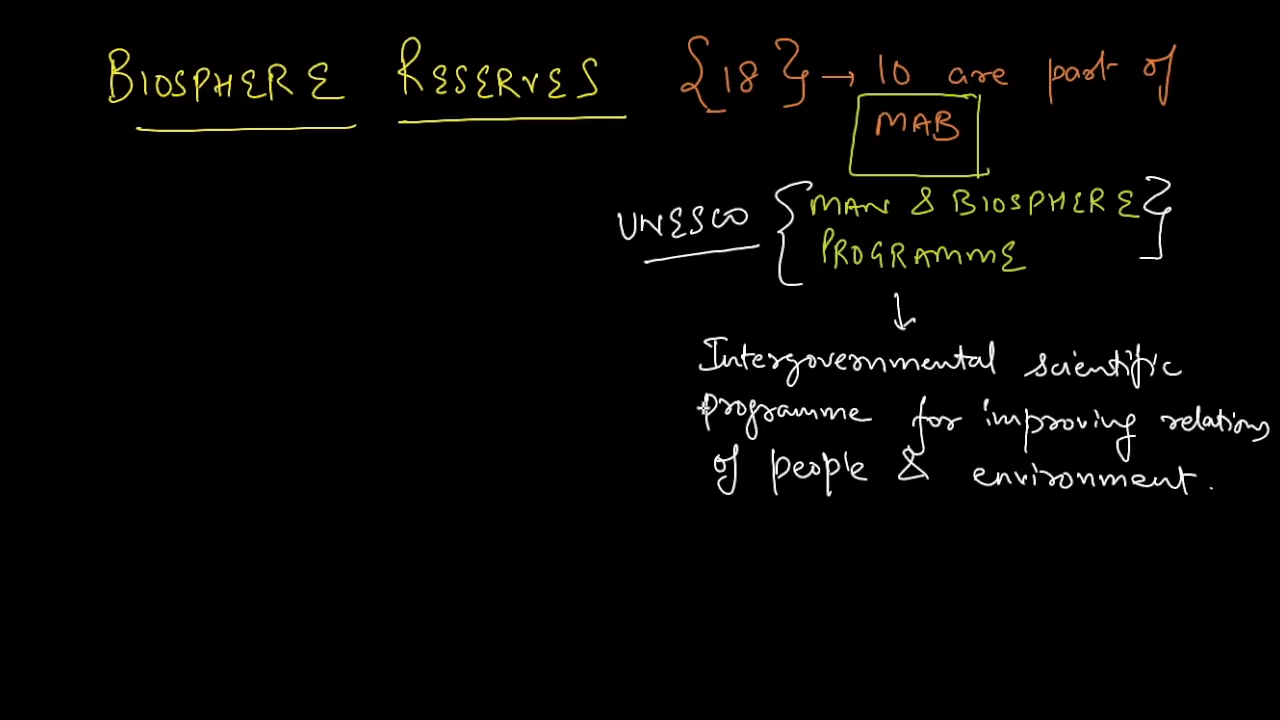 BIOSPHERE RESERVES {18} → 10 are part of
MAB
UNESCO {MAN & BIOSPHERE
PROGRAMME}
↓
Intergovernmental scientific
programme for improving relations
of people & environment.